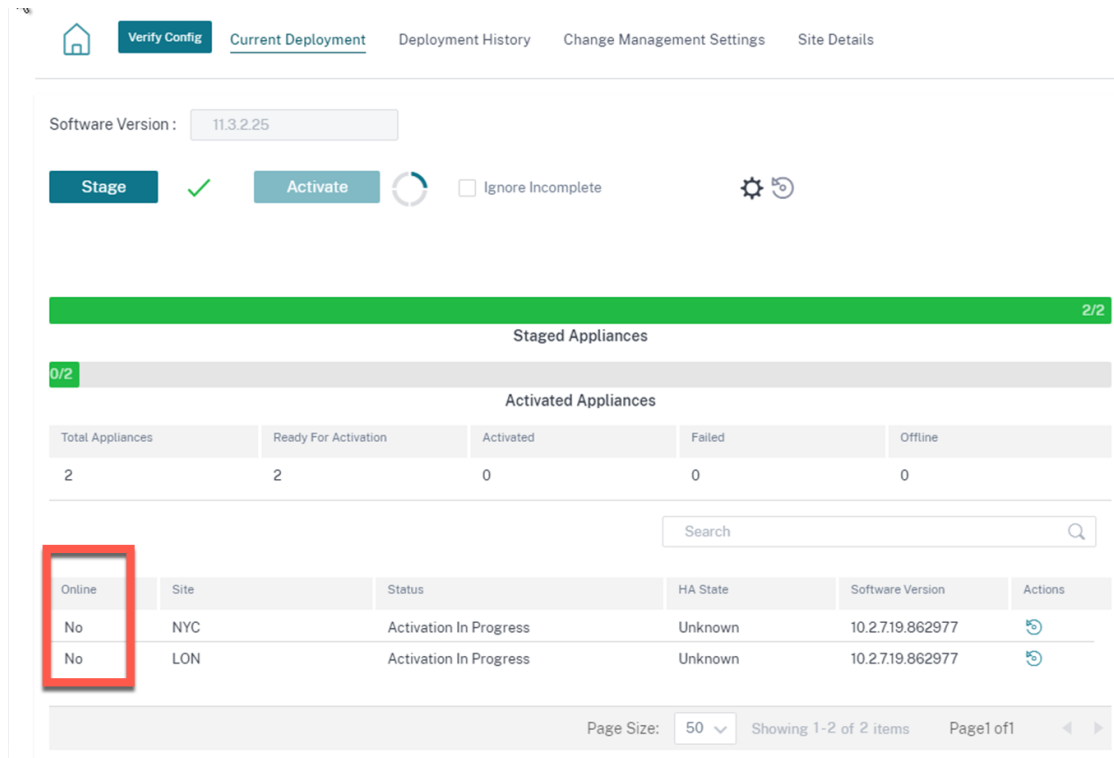 Verify Config Current Deployment Deployment History Change Management Settings Site Details
Software Version : 11.3.2.25
Stage Activate Ignore Incomplete
2/2
Staged Appliances
0/2
Activated Appliances
Total Appliances Ready For Activation Activated Failed Offline
2 2 0 0 0
Search
Online Site Status HA State Software Version Actions
No NYC Activation In Progress Unknown 10.2.7.19.862977
No LON Activation In Progress Unknown 10.2.7.19.862977
Page Size: 50 Showing 1-2 of 2 items Page1 of1